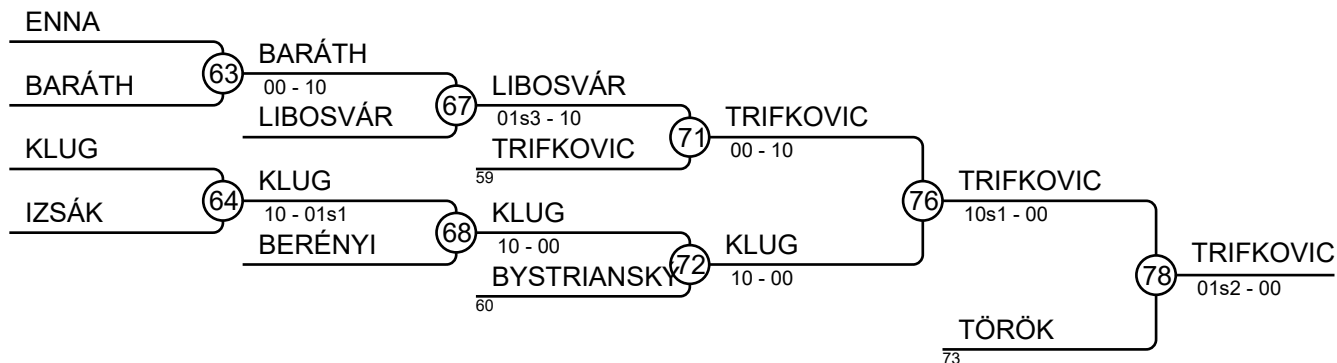 ENNA
63
BARÁTH
BARÁTH
00 - 10
67
LIBOSVÁR
LIBOSVÁR
01s3 - 10
71
TRIFKOVIC
59
TRIFKOVIC
00 - 10
76
KLUG
64
IZSÁK
KLUG
10 - 01s1
68
BERÉNYI
KLUG
10 - 00
72
BYSTRIANSKÝ
60
KLUG
10 - 00
TRIFKOVIC
10s1 - 00
78
TÖRÖK
73
TRIFKOVIC
01s2 - 00